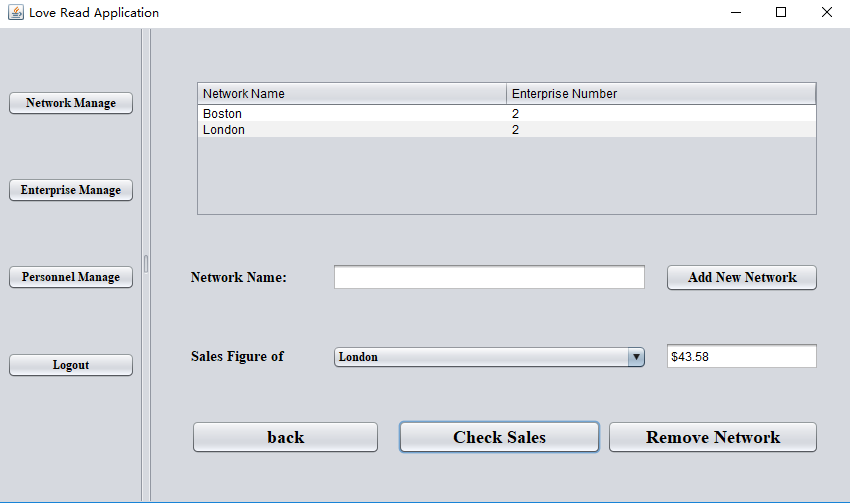 Love Read Application
Network Manage
Enterprise Manage
Personnel Manage
Logout
Network Name Enterprise Number
Boston 2
London 2
Network Name: Add New Network
Sales Figure of London $43.58
back Check Sales Remove Network